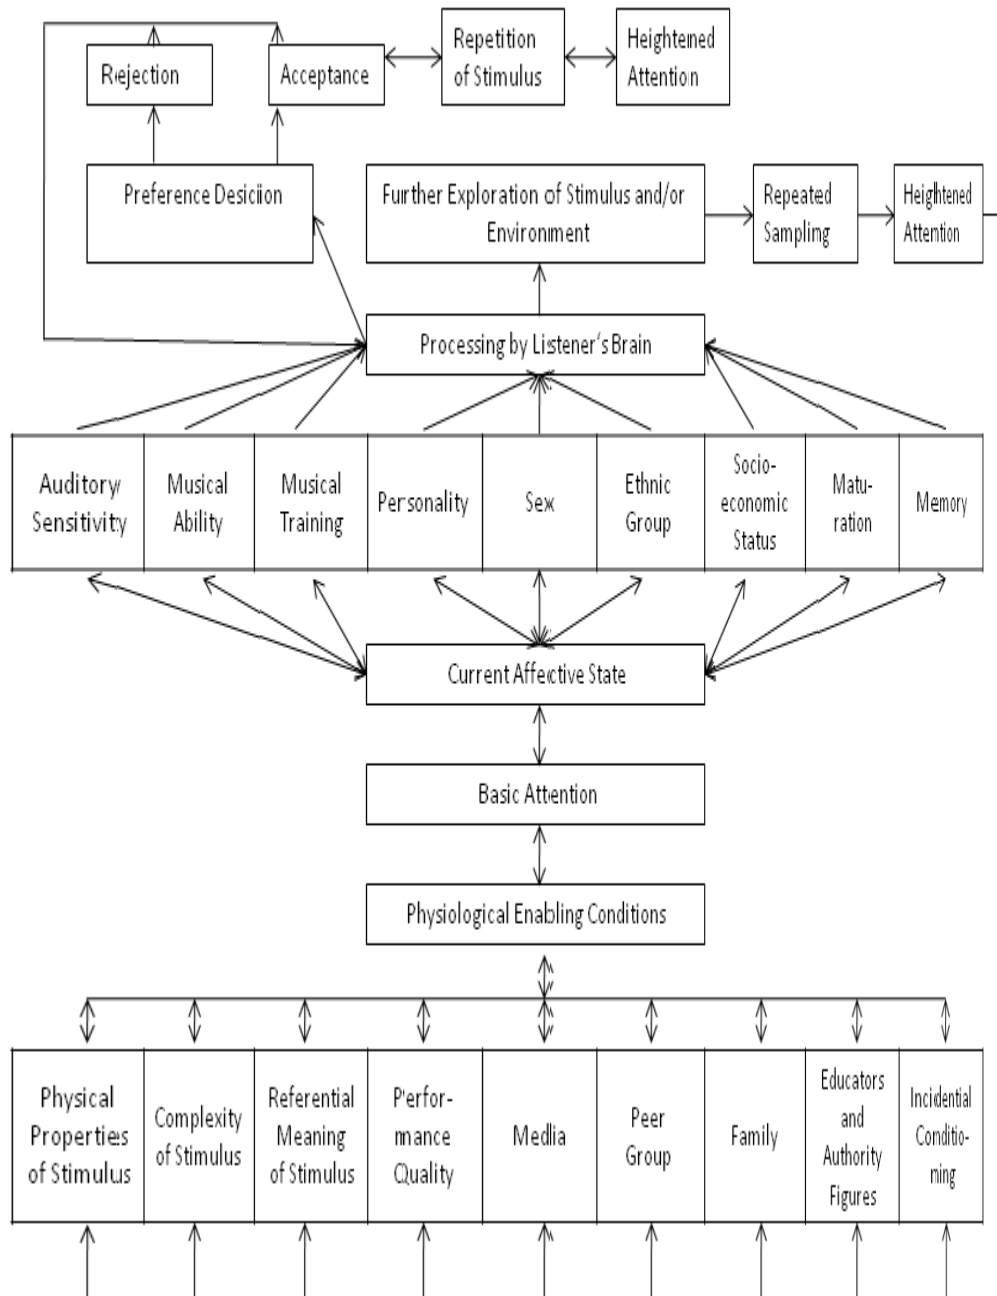 Rejection
Acceptance
Repetition
of Stimulus
Heightened
Attention
Preference Desiciion
Further Exploration of Stimulus and/or
Environment
Repeated
Sampling
Heightened
Attention
Processing by Listener's Brain
Auditory
Sensitivity
Musical
Ability
Musical
Training
Personality
Sex
Ethnic
Group
Socio-
economic
Status
Matu-
ration
Memory
Current Affective State
Basic Attention
Physiological Enabling Conditions
Physical
Properties
of Stimulus
Complexity
of Stimulus
Referential
Meaning
of Stimulus
Perfor-
mance
Quality
Media
Peer
Group
Family
Educators
and
Authority
Figures
Incidential
Conditio-
ning